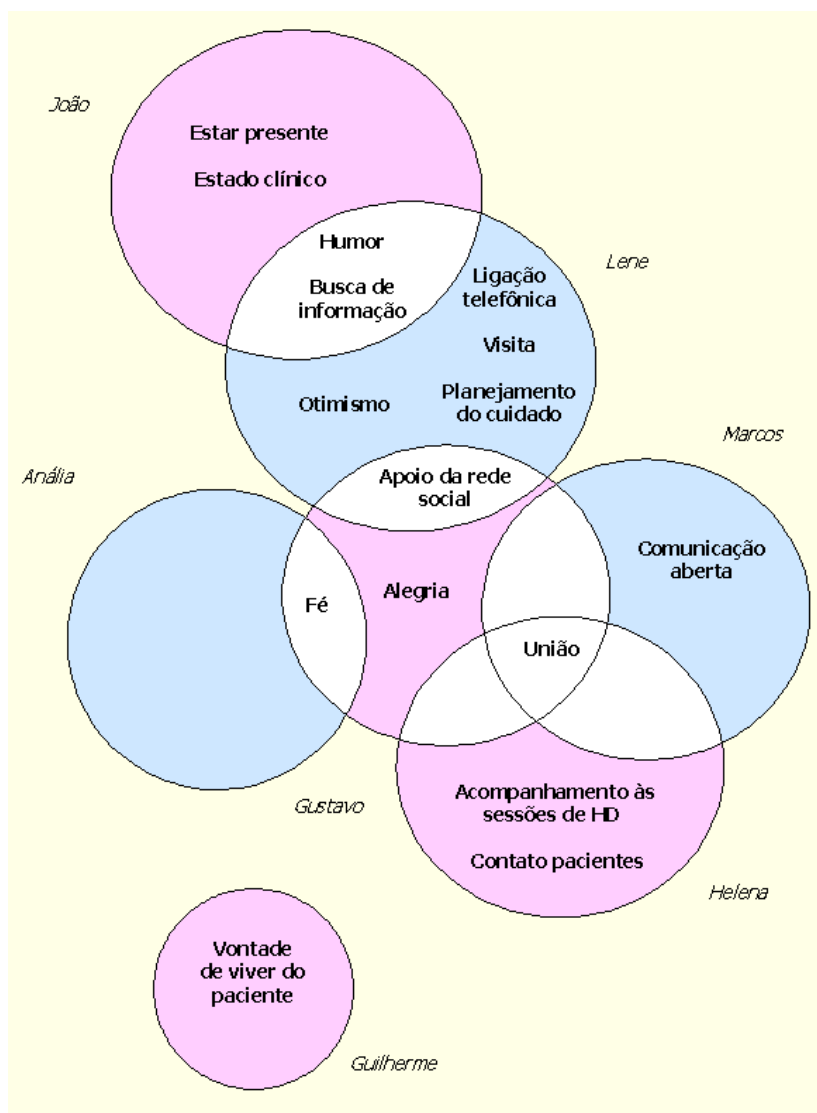 João
Estar presente
Estado clínico
Humor
Busca de
informação
Lene
Ligação
telefônica
Visita
Otimismo
Planejamento
do cuidado
Marcos
Anália
Apoio da rede
social
Comunicação
aberta
Fé
Alegria
União
Gustavo
Acompanhamento às
sessões de HD
Contato pacientes
Helena
Vontade
de viver do
paciente
Guilherme